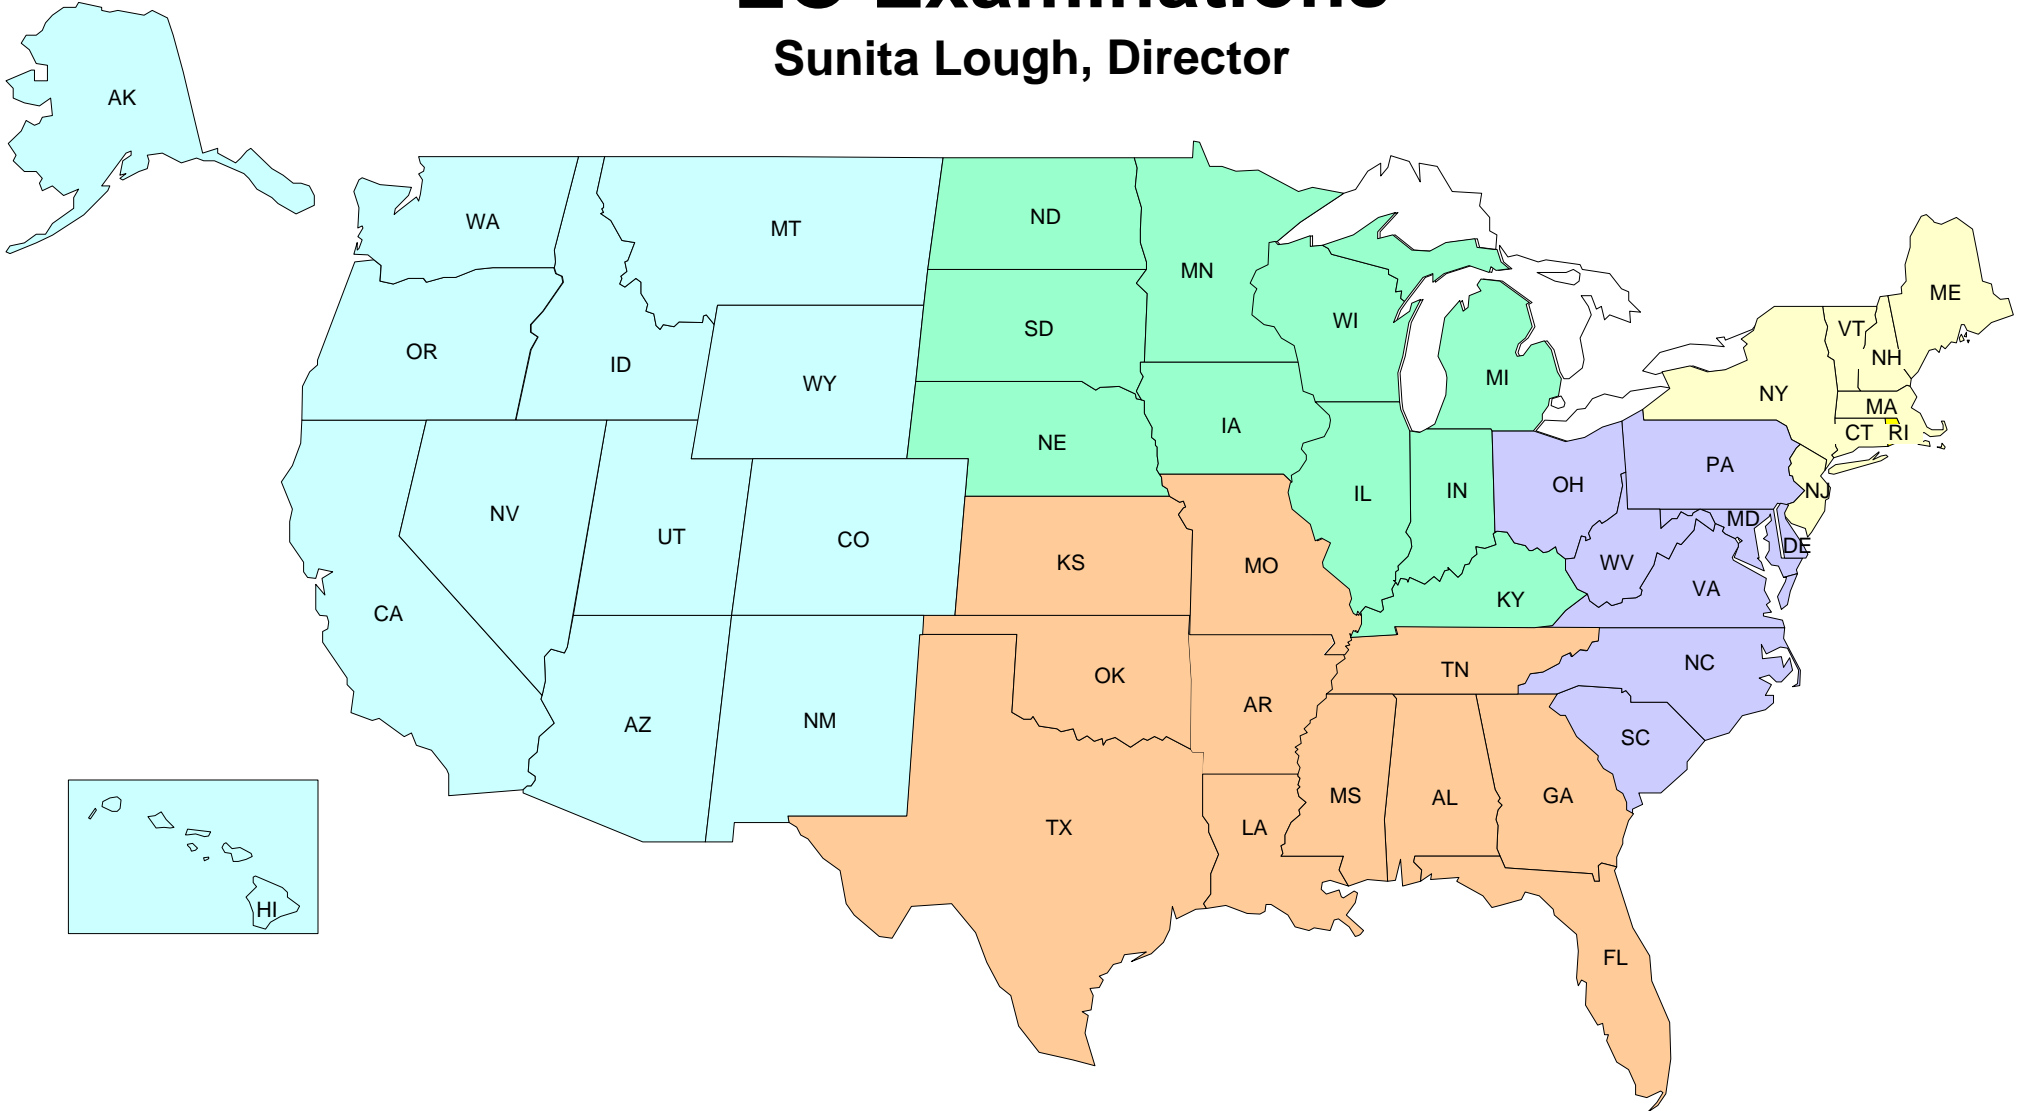 EO Examinations
Sunita Lough, Director
AK
WA
MT
ND
MN
ME
OR
ID
WY
SD
WI
MI
VT
NH
NY
MA
CT
RI
NE
IA
NV
UT
CO
IL
IN
OH
PA
NJ
MD
DE
CA
KS
MO
KY
WV
VA
AZ
NM
OK
AR
TN
NC
SC
TX
LA
MS
AL
GA
HI
FL